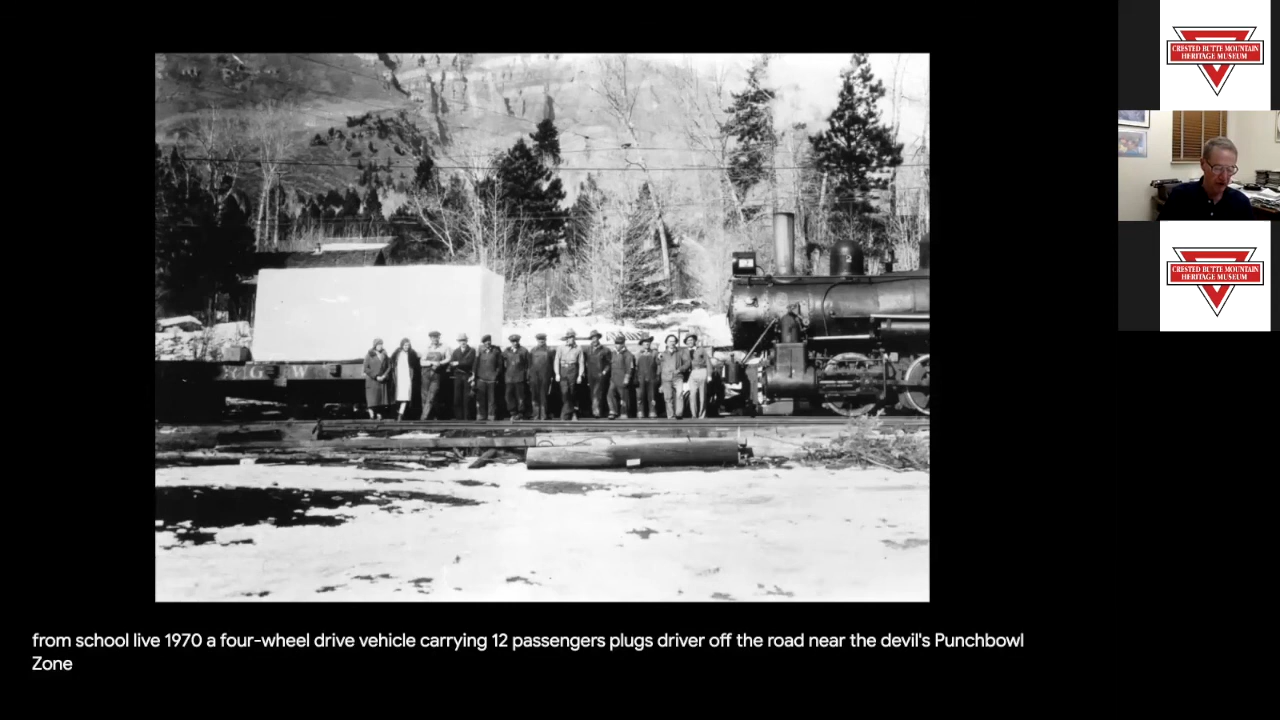 CRESTED BUTTE MOUNTAIN
HERITAGE MUSEUM
CRESTED BUTTE MOUNTAIN
HERITAGE MUSEUM
from school live 1970 a four-wheel drive vehicle carrying 12 passengers plugs driver off the road near the devil's Punchbowl
Zone